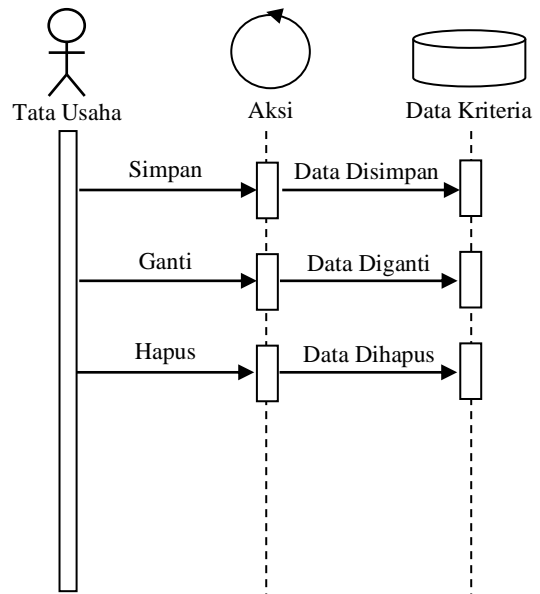 Tata Usaha
Aksi
Data Kriteria
Simpan
Data Disimpan
Ganti
Data Diganti
Hapus
Data Dihapus